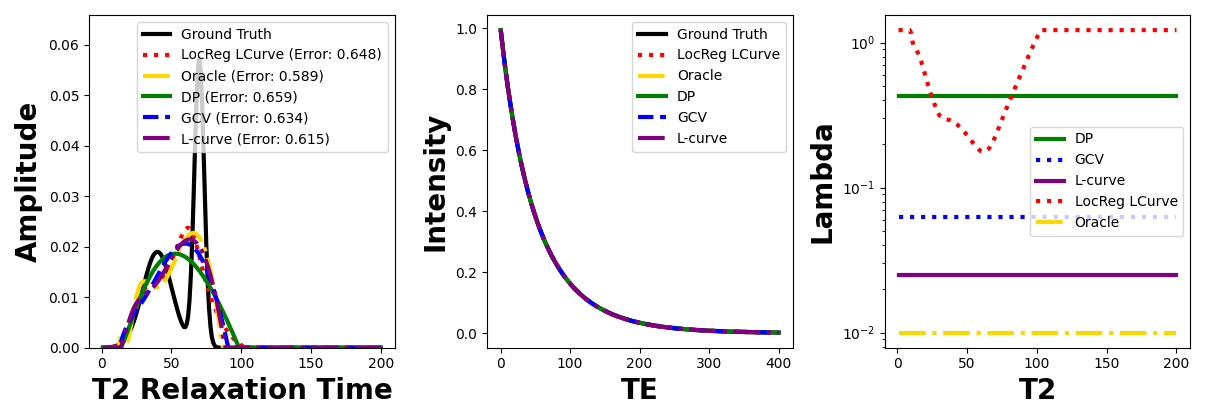 Amplitude
0.06
0.05
0.04
0.03
0.02
0.01
0.00
Ground Truth
LocReg LCurve (Error: 0.648)
Oracle (Error: 0.589)
DP (Error: 0.659)
GCV (Error: 0.634)
L-curve (Error: 0.615)
0 50 100 150 200
T2 Relaxation Time
Intensity
1.0
0.8
0.6
0.4
0.2
0.0
Ground Truth
LocReg LCurve
Oracle
DP
GCV
L-curve
0 100 200 300 400
TE
Lambda
10⁰
10⁻¹
10⁻²
DP
GCV
L-curve
LocReg LCurve
Oracle
0 50 100 150 200
T2